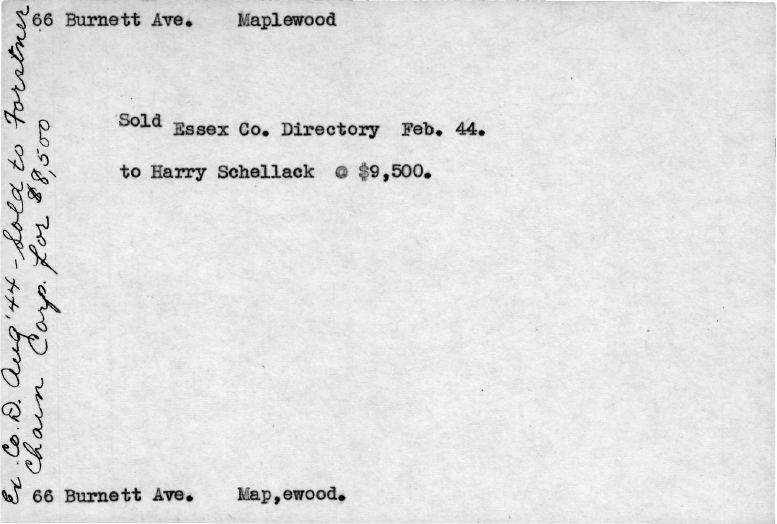 66 Burnett Ave. Maplewood
Sold Essex Co. Directory Feb. 44.
to Harry Schellack @ $9,500.
66 Burnett Ave. Map,ewood.
Ex. Co. D. Aug '44 - Sold to Forstner
Chain Corp. for $8,500